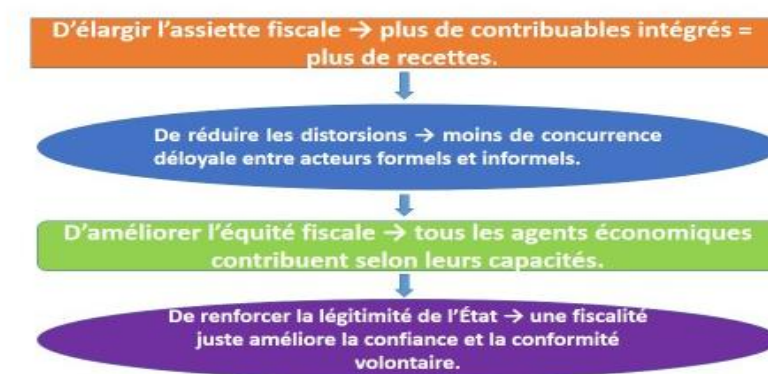 D’élargir l’assiette fiscale → plus de contribuables intégrés =
plus de recettes.
De réduire les distorsions → moins de concurrence
déloyale entre acteurs formels et informels.
D’améliorer l’équité fiscale → tous les agents économiques
contribuent selon leurs capacités.
De renforcer la légitimité de l’État → une fiscalité
juste améliore la confiance et la conformité
volontaire.